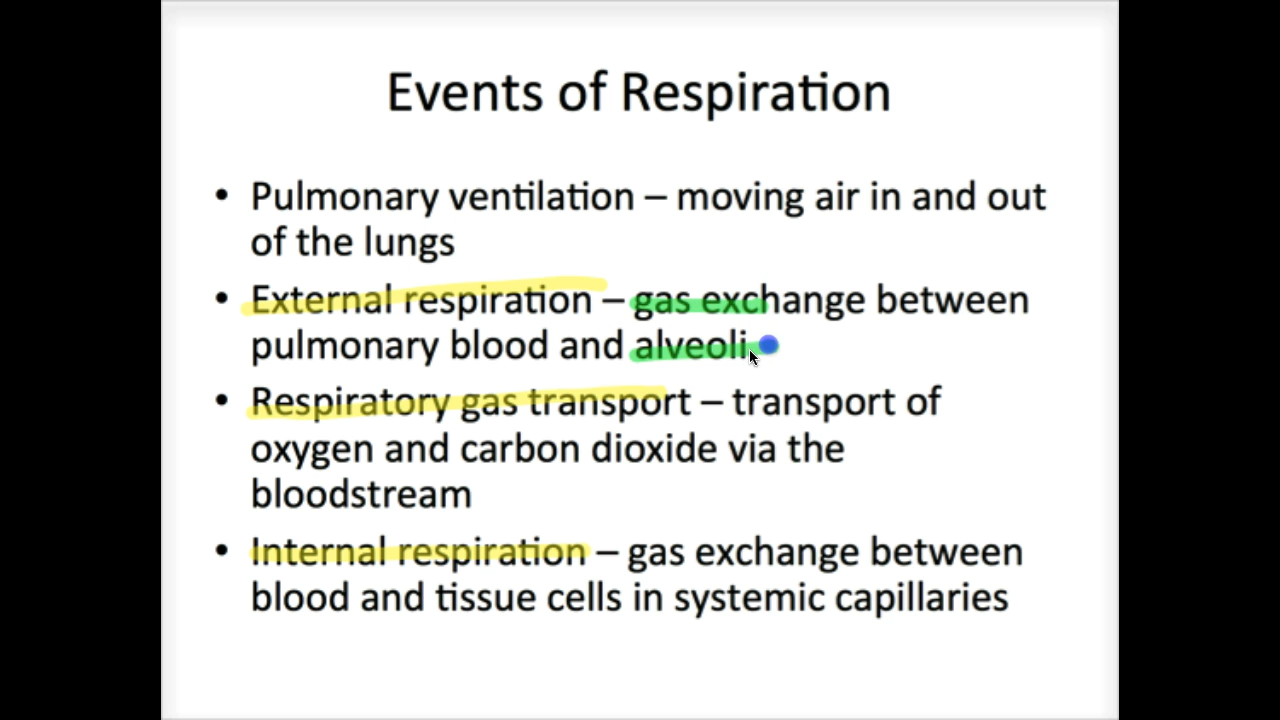 Events of Respiration
• Pulmonary ventilation – moving air in and out
of the lungs
• External respiration – gas exchange between
pulmonary blood and alveoli
• Respiratory gas transport – transport of
oxygen and carbon dioxide via the
bloodstream
• Internal respiration – gas exchange between
blood and tissue cells in systemic capillaries